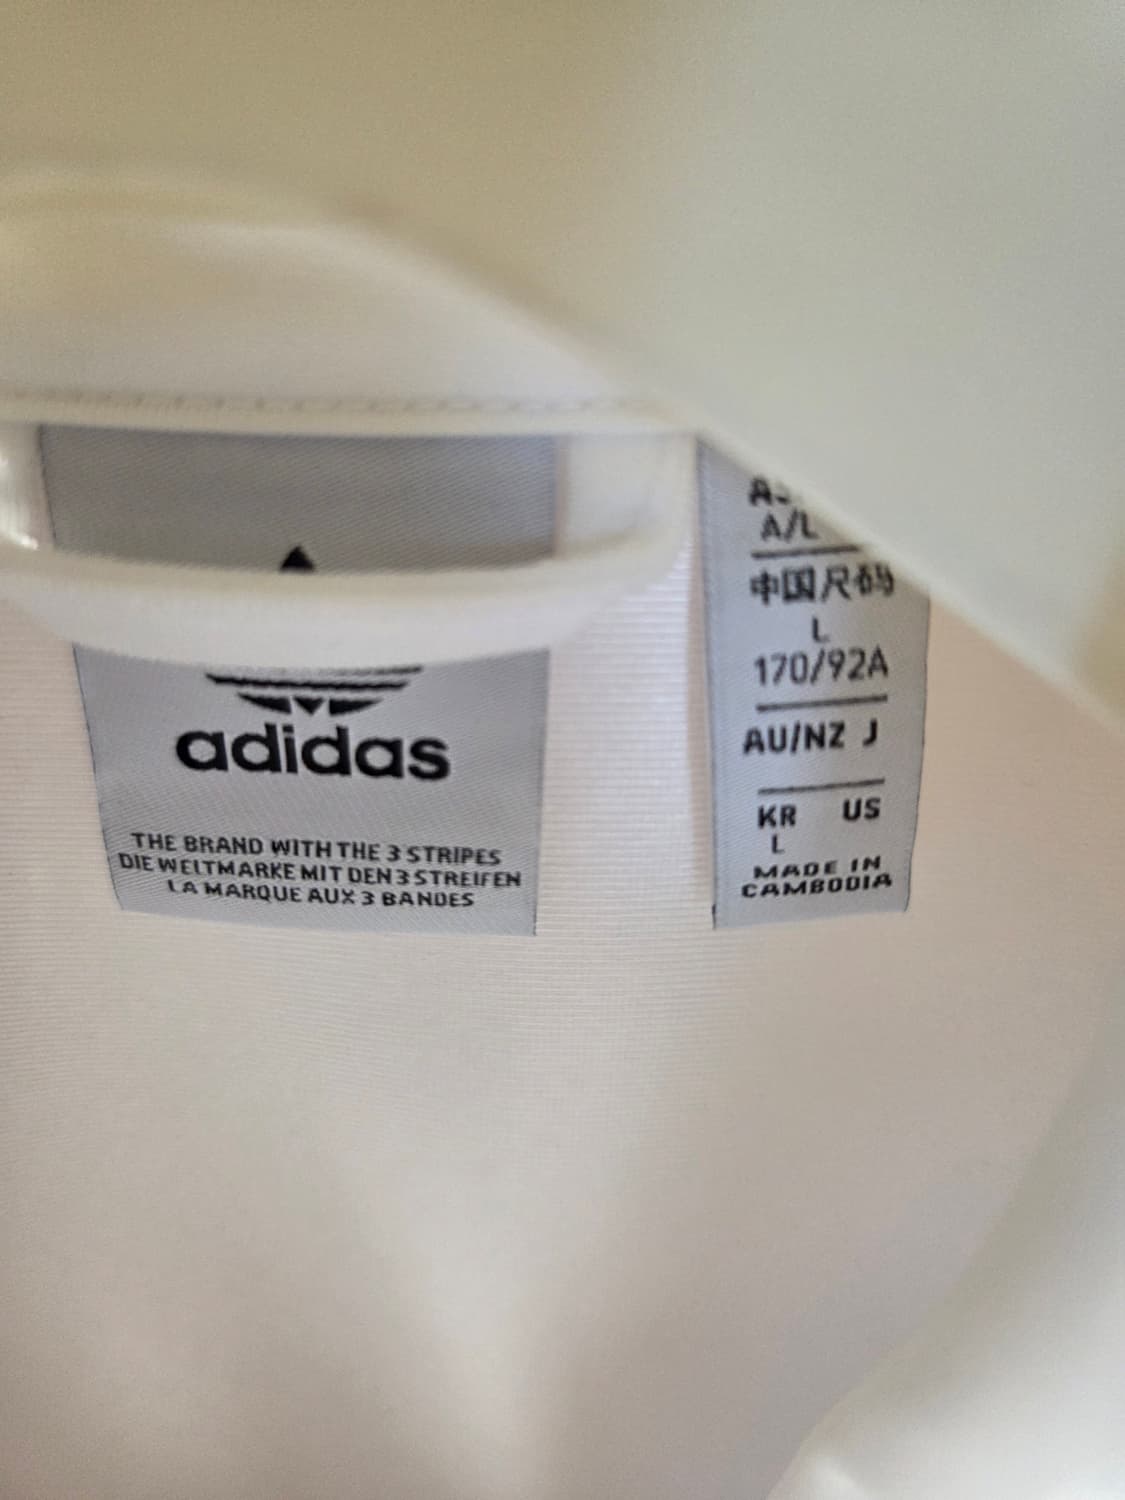 adidas
THE BRAND WITH THE 3 STRIPES
DIE WELTMARKE MIT DEN 3 STREIFEN
LA MARQUE AUX 3 BANDES
A/L
中国尺码
L
170/92A
AU/NZ J
KR US
L
MADE IN
CAMBODIA